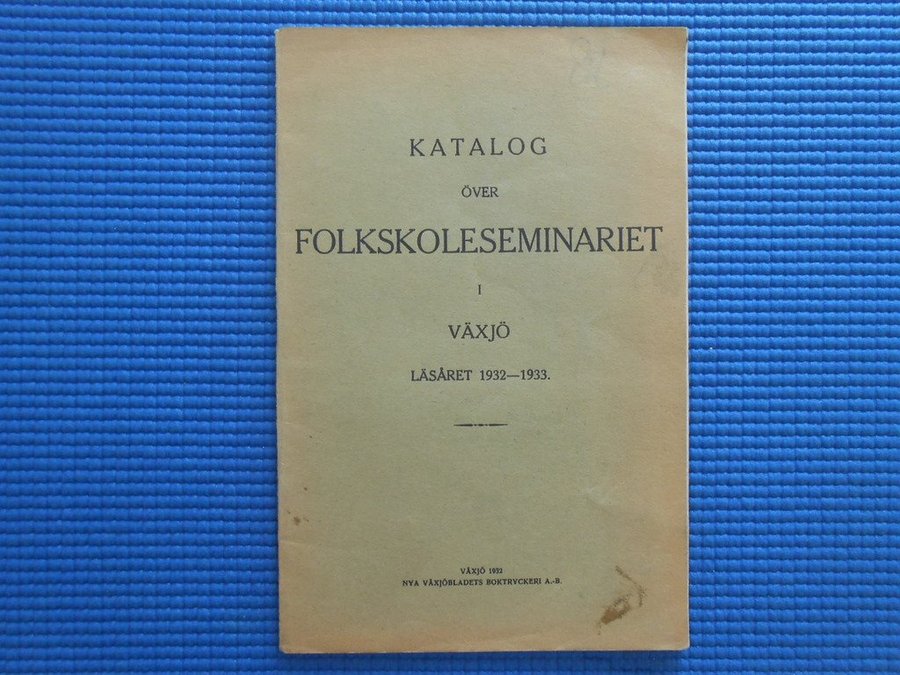 KATALOG
ÖVER
FOLKSKOLESEMINARIET
I
VÄXJÖ
LÄSÅRET 1932—1933.
VÄXJÖ 1932
NYA VÄXJÖBLADETS BOKTRYCKERI A.-B.